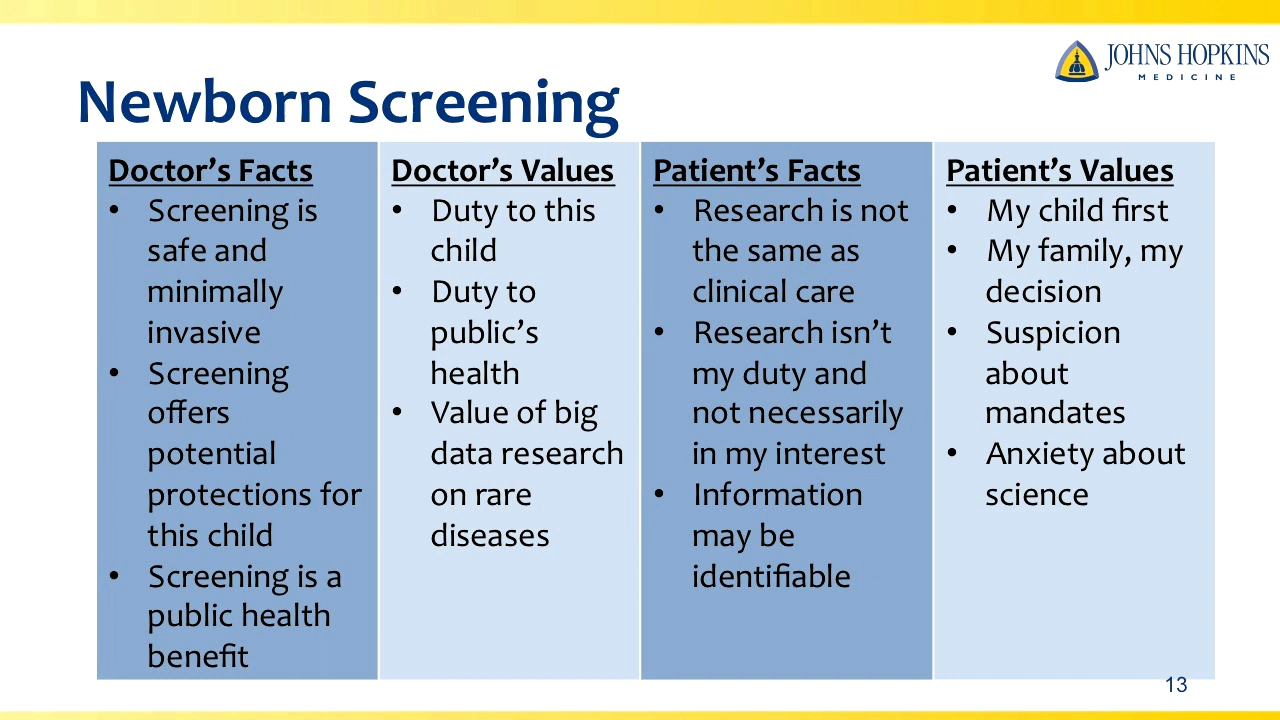 JOHNS HOPKINS
MEDICINE
Newborn Screening
Doctor’s Facts
• Screening is
safe and
minimally
invasive
• Screening
offers
potential
protections for
this child
• Screening is a
public health
benefit
Doctor’s Values
• Duty to this
child
• Duty to
public’s
health
• Value of big
data research
on rare
diseases
Patient’s Facts
• Research is not
the same as
clinical care
• Research isn’t
my duty and
not necessarily
in my interest
• Information
may be
identifiable
Patient’s Values
• My child first
• My family, my
decision
• Suspicion
about
mandates
• Anxiety about
science
13